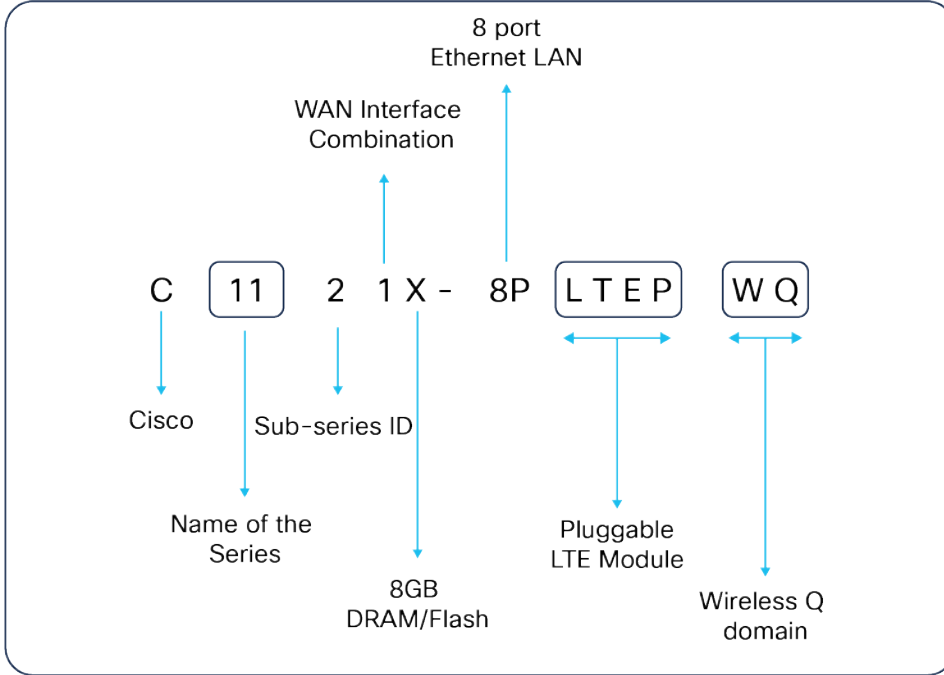 8 port
Ethernet LAN
WAN Interface
Combination
C 11 2 1 X - 8P L T E P W Q
Cisco
Sub-series ID
Name of the
Series
Pluggable
LTE Module
8GB
DRAM/Flash
Wireless Q
domain